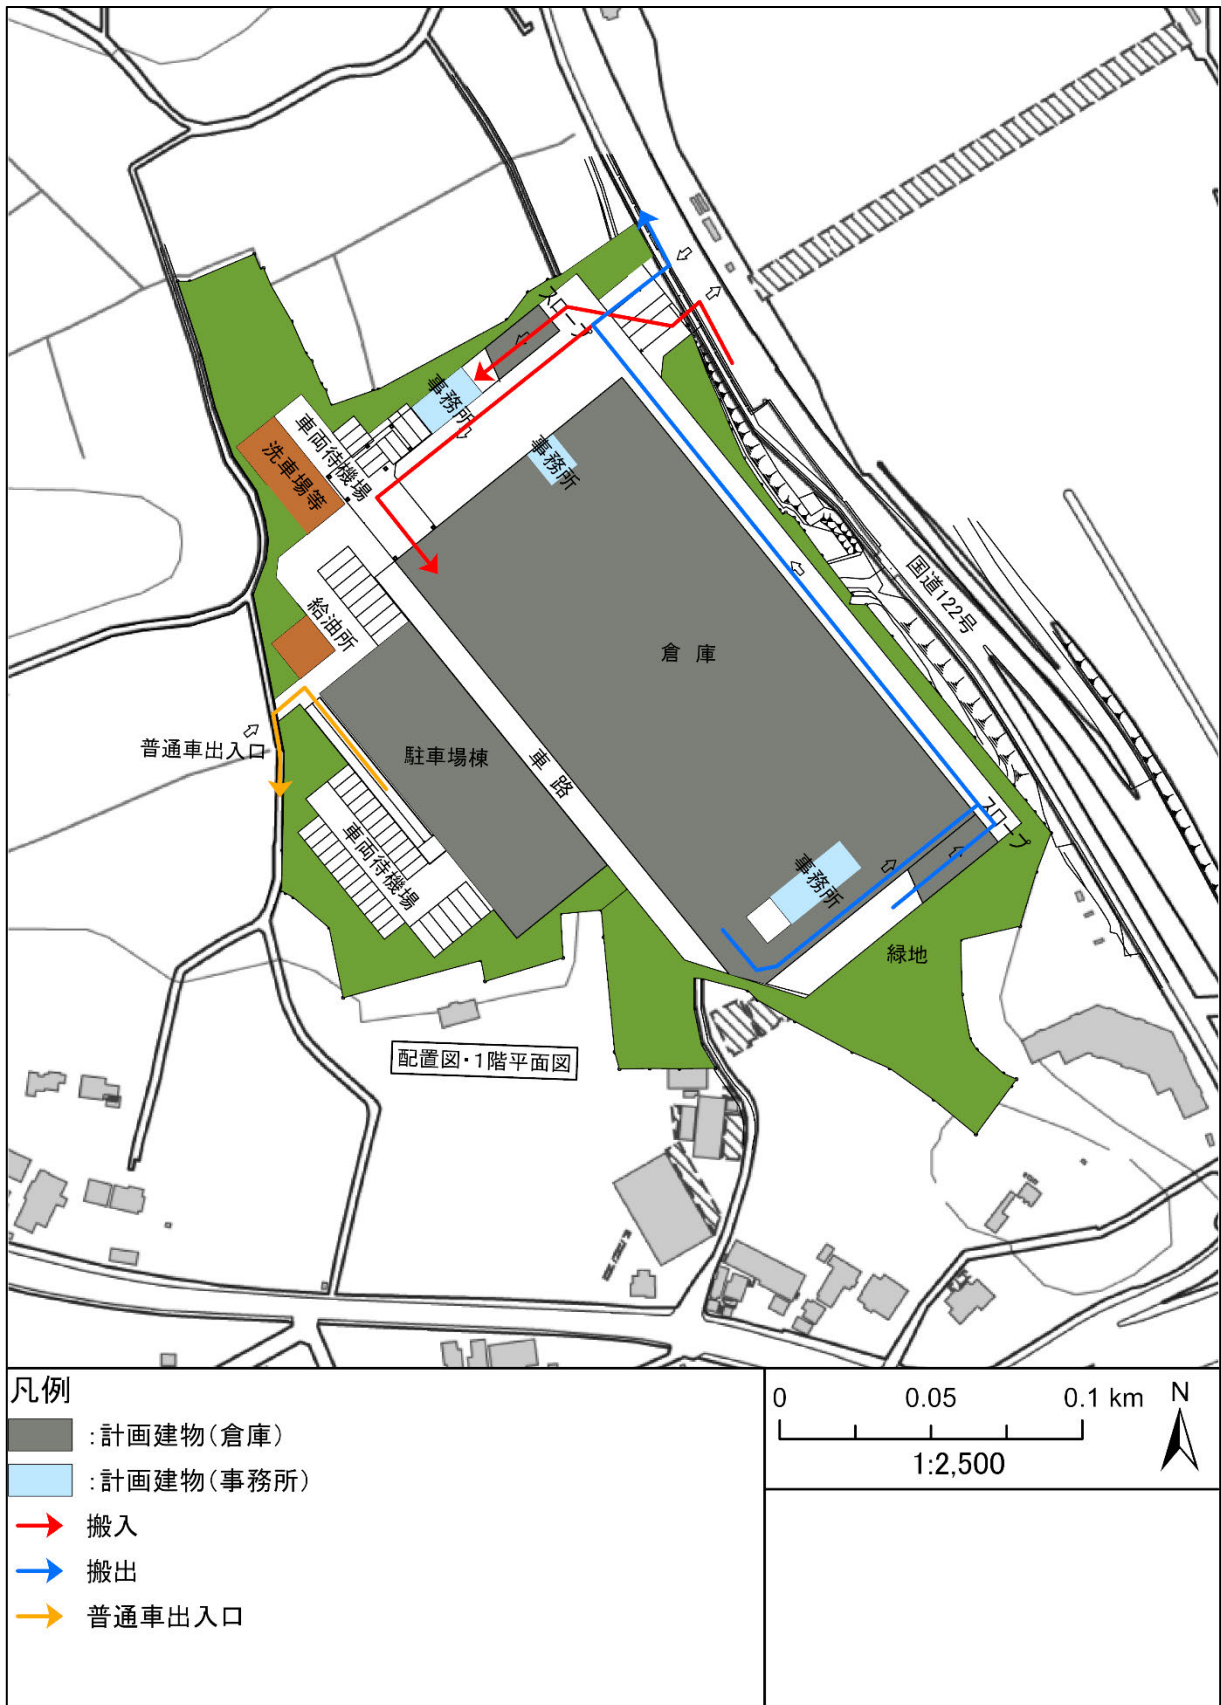 スロープ
事務所
車両待機場
洗車場等
事務所
国道122号
給油所
倉 庫
普通車出入口
駐車場棟
車 路
スロープ
車両待機場
事務所
緑地
配置図・1階平面図
凡例
:計画建物(倉庫)
:計画建物(事務所)
搬入
搬出
普通車出入口
0 0.05 0.1 km
1:2,500
N